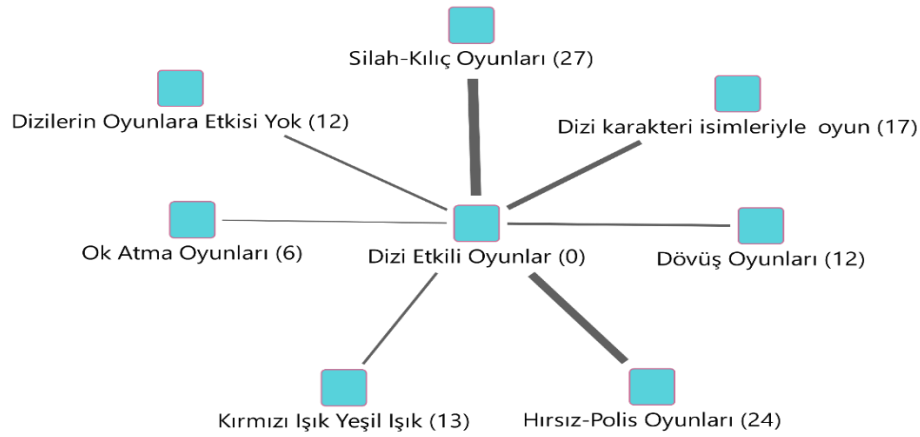 Silah-Kılıç Oyunları (27)
Dizilerin Oyunlara Etkisi Yok (12)
Dizi karakteri isimleriyle oyun (17)
Ok Atma Oyunları (6)
Dizi Etkili Oyunlar (0)
Dövüş Oyunları (12)
Kırmızı Işık Yeşil Işık (13)
Hırsız-Polis Oyunları (24)